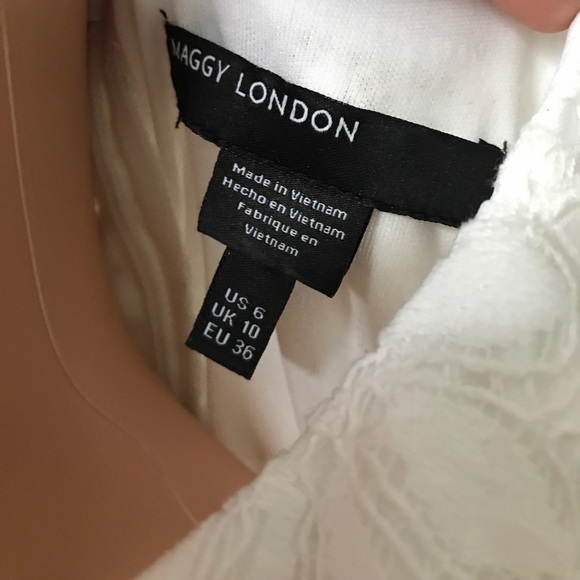 MAGGY LONDON
Made in Vietnam
Hecho en Vietnam
Fabrique en
Vietnam
US 6
UK 10
EU 36